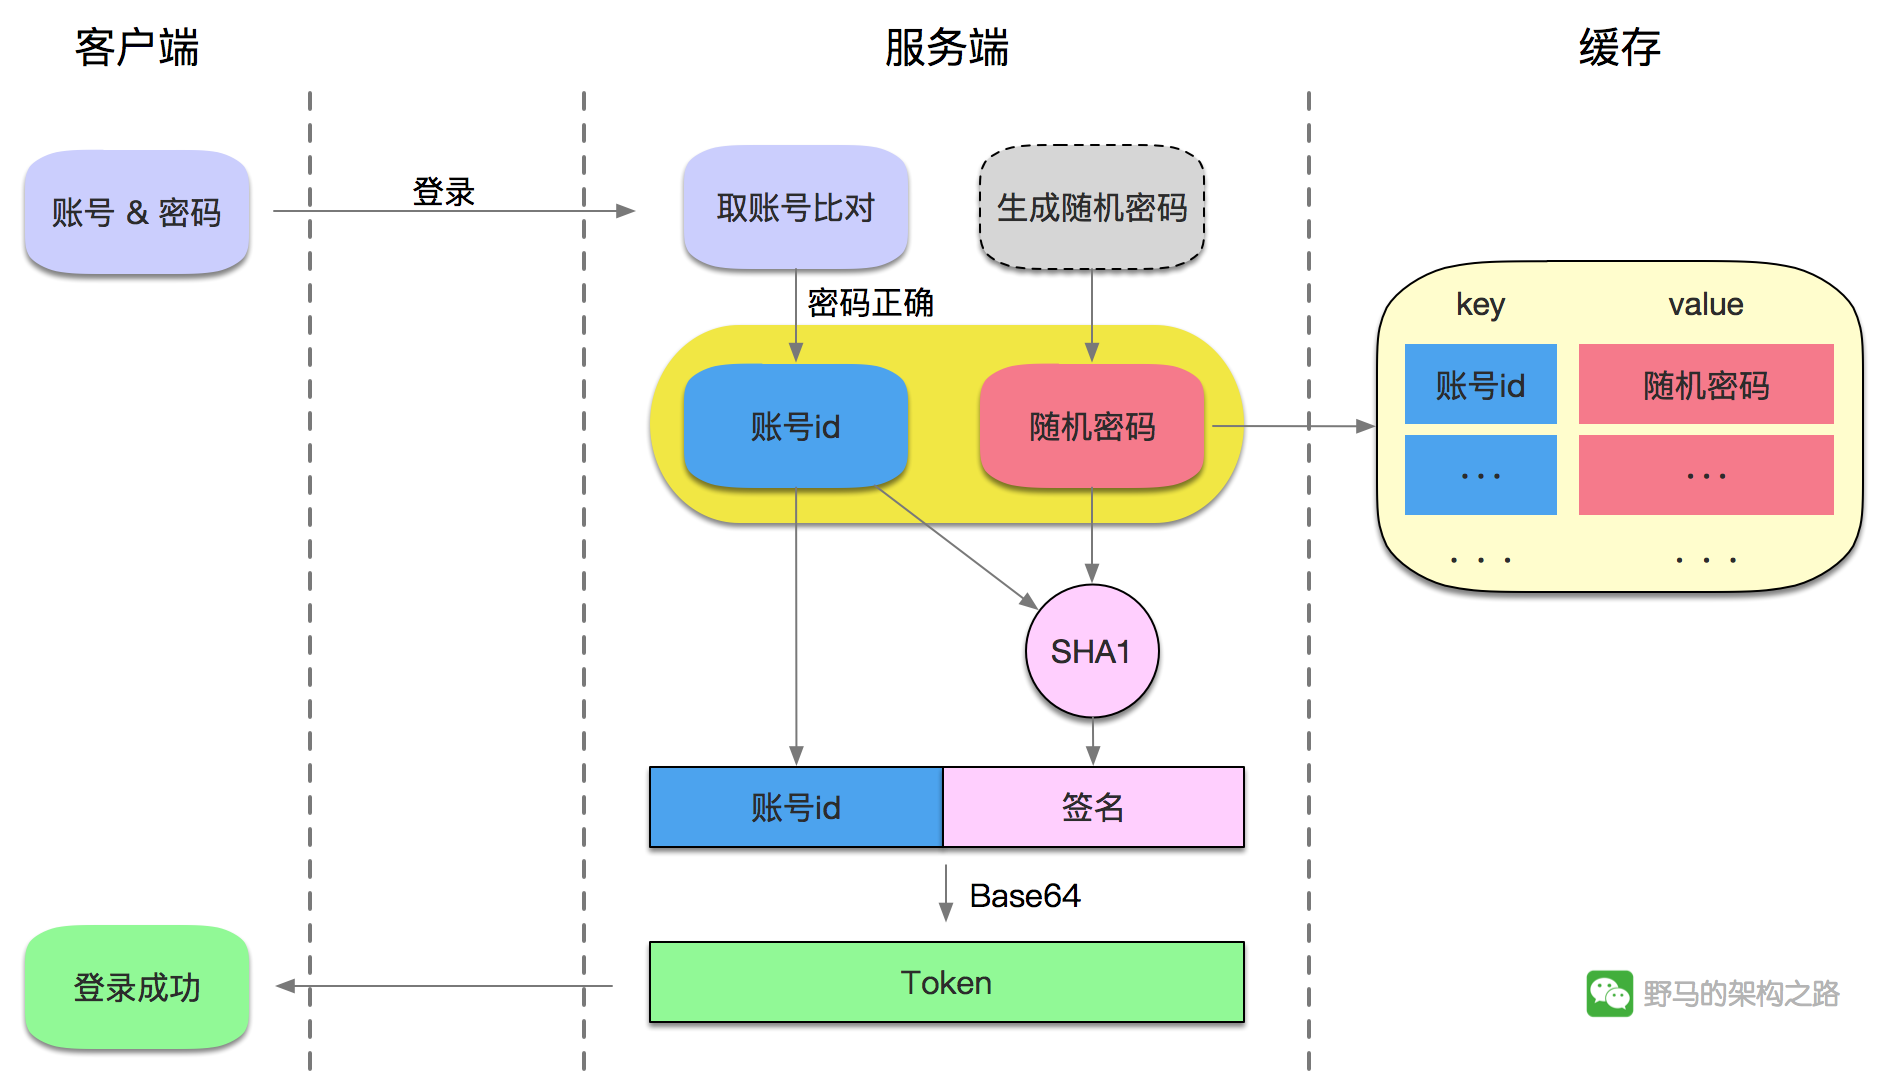 客户端
服务端
缓存
账号 & 密码
登录
取账号比对
生成随机密码
密码正确
key
value
账号id
随机密码
账号id
随机密码
...
...
...
...
SHA1
账号id
签名
Base64
Token
登录成功
野马的架构之路